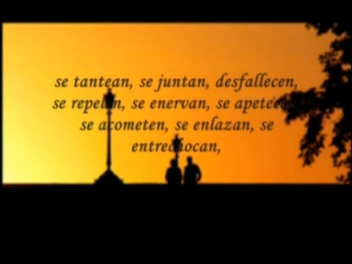 se tantean, se juntan, desfallecen,
se repelen, se enervan, se apetecen,
se acometen, se enlazan, se
entrechocan,